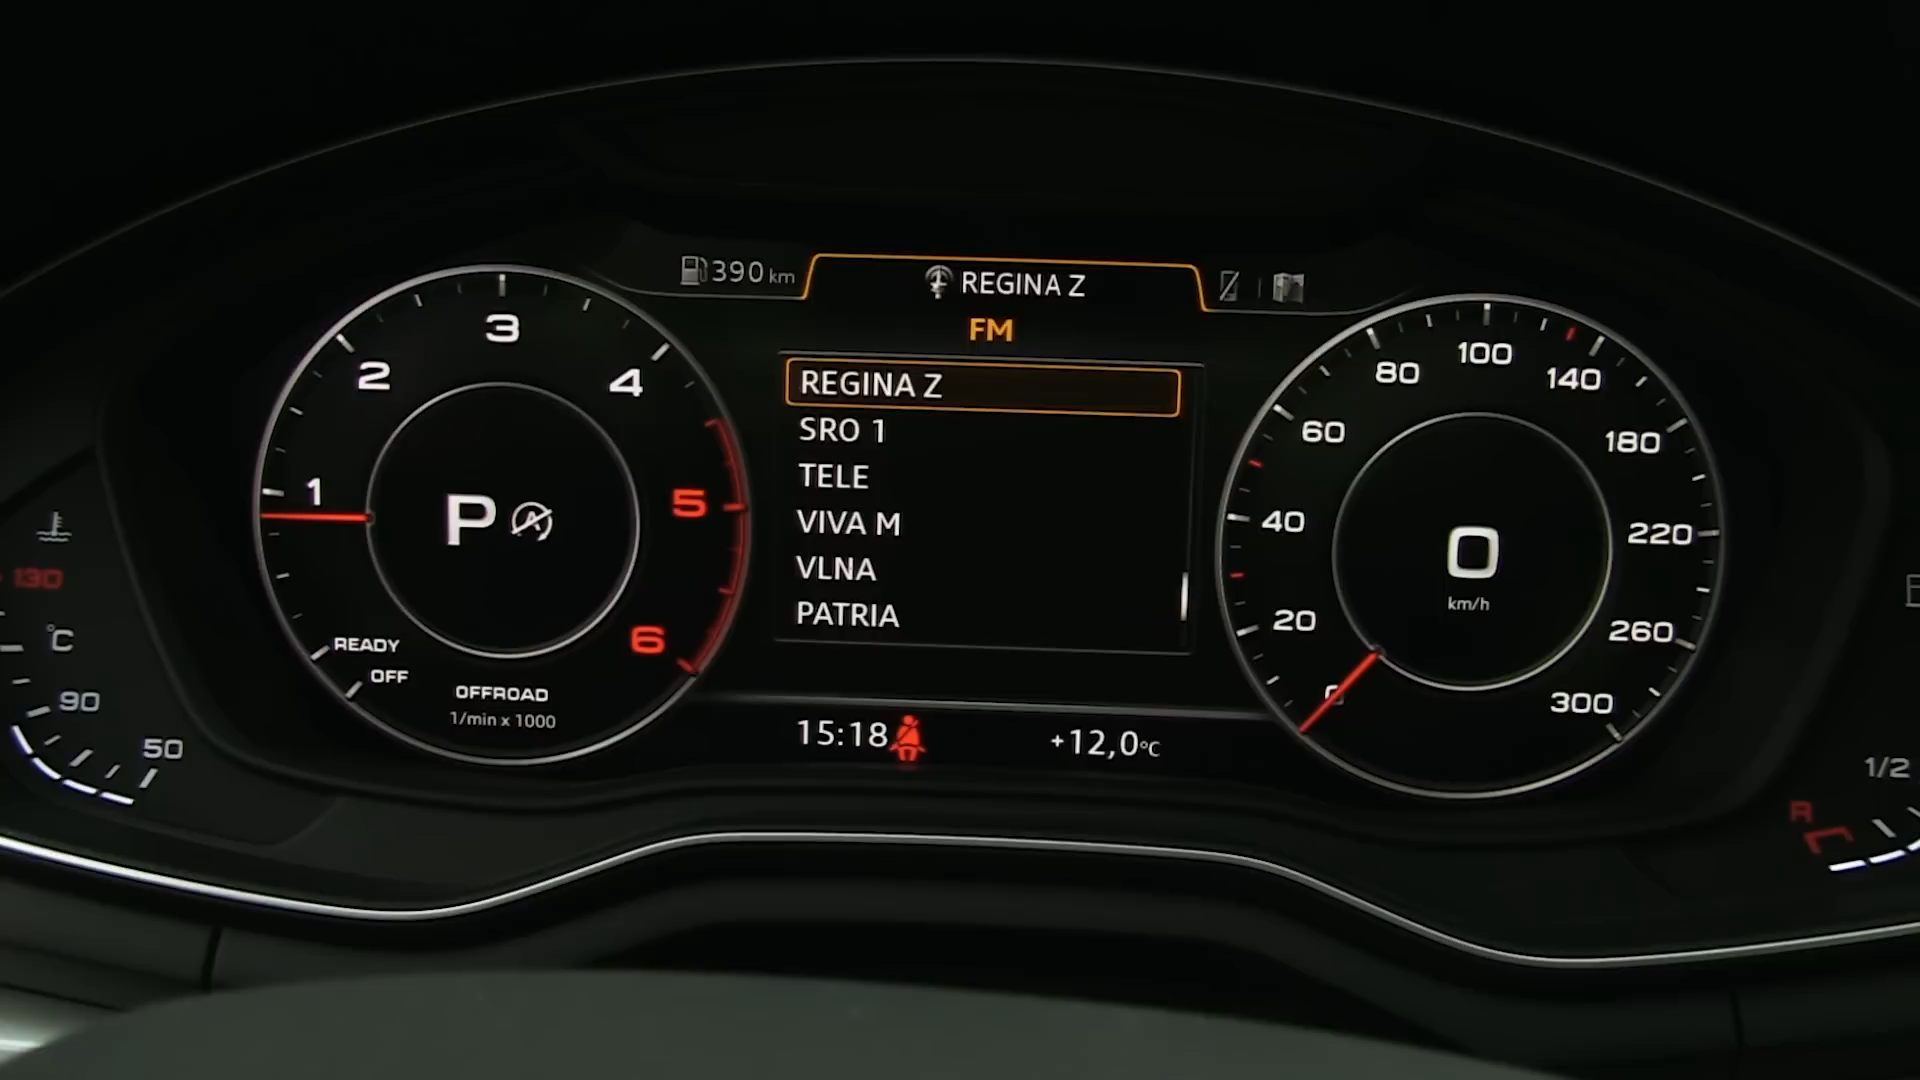 390 km
REGINA Z
FM
REGINA Z
SRO 1
TELE
VIVA M
VLNA
PATRIA
15:18
+12,0°C
1
2
3
4
5
6
P
A
READY
OFF
OFFROAD
1/min x 1000
0
20
40
60
80
100
140
180
220
260
300
0
km/h
130
°C
90
50
1/2
R